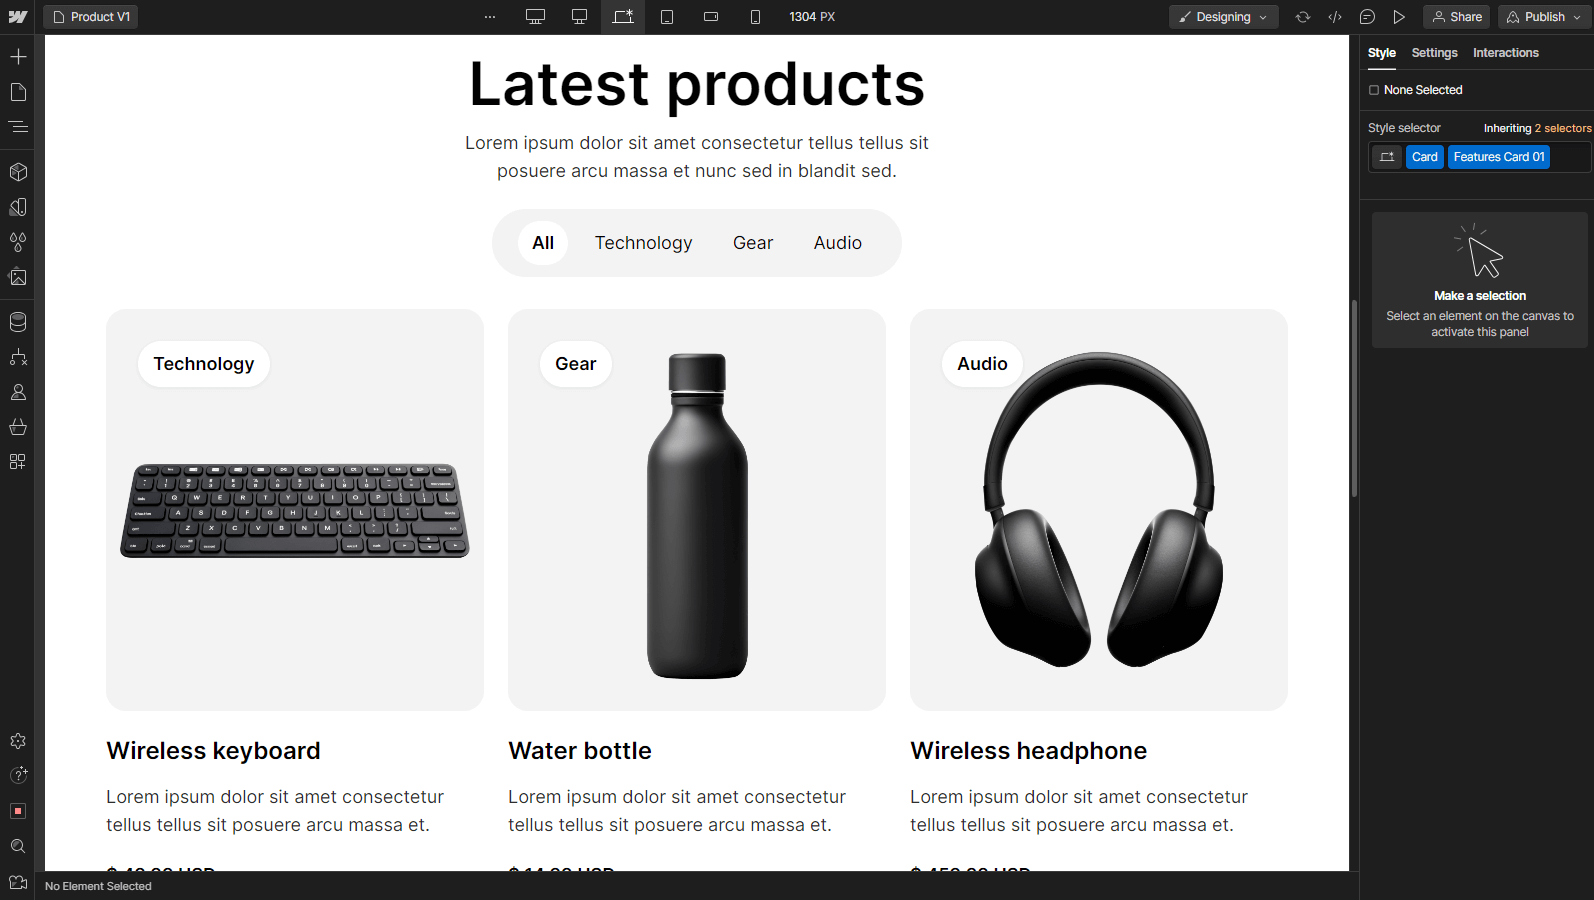 Product V1
1304 PX
Designing
Share
Publish
Style Settings Interactions
None Selected
Style selector
Inheriting 2 selectors
Card Features Card 01
Make a selection
Select an element on the canvas to
activate this panel
Latest products
Lorem ipsum dolor sit amet consectetur tellus tellus sit
posuere arcu massa et nunc sed in blandit sed.
All Technology Gear Audio
Technology
Gear
Audio
Q W E R T Y U I O P
A S D F G H J K L
Z X C V B N M
Wireless keyboard
Lorem ipsum dolor sit amet consectetur
tellus tellus sit posuere arcu massa et.
Water bottle
Lorem ipsum dolor sit amet consectetur
tellus tellus sit posuere arcu massa et.
Wireless headphone
Lorem ipsum dolor sit amet consectetur
tellus tellus sit posuere arcu massa et.
No Element Selected